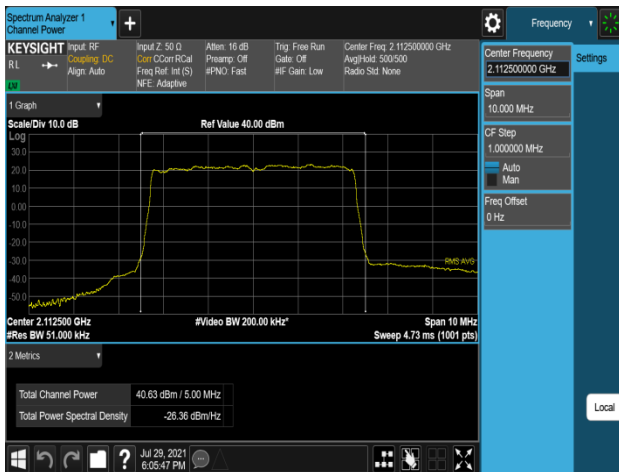 Spectrum Analyzer 1
Channel Power
+
Frequency
KEYSIGHT
RL
LXI
Input: RF
Coupling: DC
Align: Auto
Input Z: 50 Ω
Corr CCorr RCal
Freq Ref: Int (S)
NFE: Adaptive
Atten: 16 dB
Preamp: Off
#PNO: Fast
Trig: Free Run
Gate: Off
#IF Gain: Low
Center Freq: 2.112500000 GHz
Avg|Hold: 500/500
Radio Std: None
Center Frequency
2.112500000 GHz
Settings
Span
10.000 MHz
CF Step
1.000000 MHz
Auto
Man
Freq Offset
0 Hz
1 Graph
Scale/Div 10.0 dB
Ref Value 40.00 dBm
Log
30.0
20.0
10.0
0.00
-10.0
-20.0
-30.0
-40.0
-50.0
RMS AVG
Center 2.112500 GHz
#Video BW 200.00 kHz*
Span 10 MHz
#Res BW 51.000 kHz
Sweep 4.73 ms (1001 pts)
2 Metrics
Total Channel Power 40.63 dBm / 5.00 MHz
Total Power Spectral Density -26.36 dBm/Hz
Local
?
Jul 29, 2021
6:05:47 PM